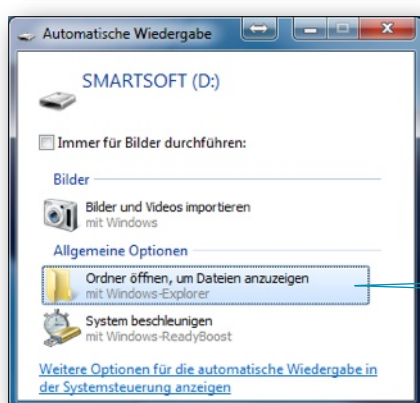 Automatische Wiedergabe
SMARTSOFT (D:)
Immer für Bilder durchführen:
Bilder
Bilder und Videos importieren
mit Windows
Allgemeine Optionen
Ordner öffnen, um Dateien anzuzeigen
mit Windows-Explorer
System beschleunigen
mit Windows-ReadyBoost
Weitere Optionen für die automatische Wiedergabe in
der Systemsteuerung anzeigen